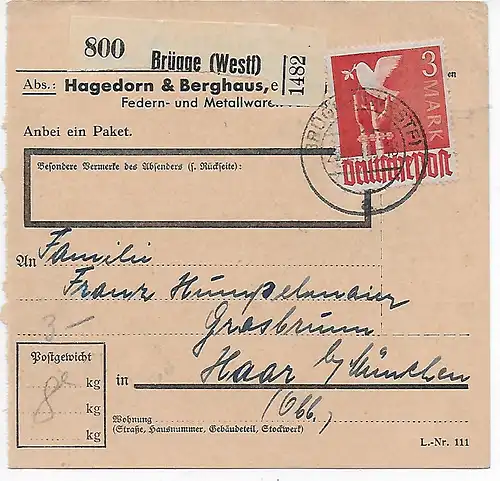 800 Brügge (Westf) 1482
3 MARK
Deutsche Post
Abs.: Hagedorn & Berghaus,
Federn- und Metallwaren
Anbei ein Paket.
Besondere Vermerke des Absenders (s. Rückseite):
An Familie
Franz Humpelmaier
Grasbrunn
3 —
in Haar b/ München
(Obb.)
Postgewicht
8 kg
kg
kg
Wohnung
(Straße, Hausnummer, Gebäudeteil, Stockwerk)
L.-Nr. 111